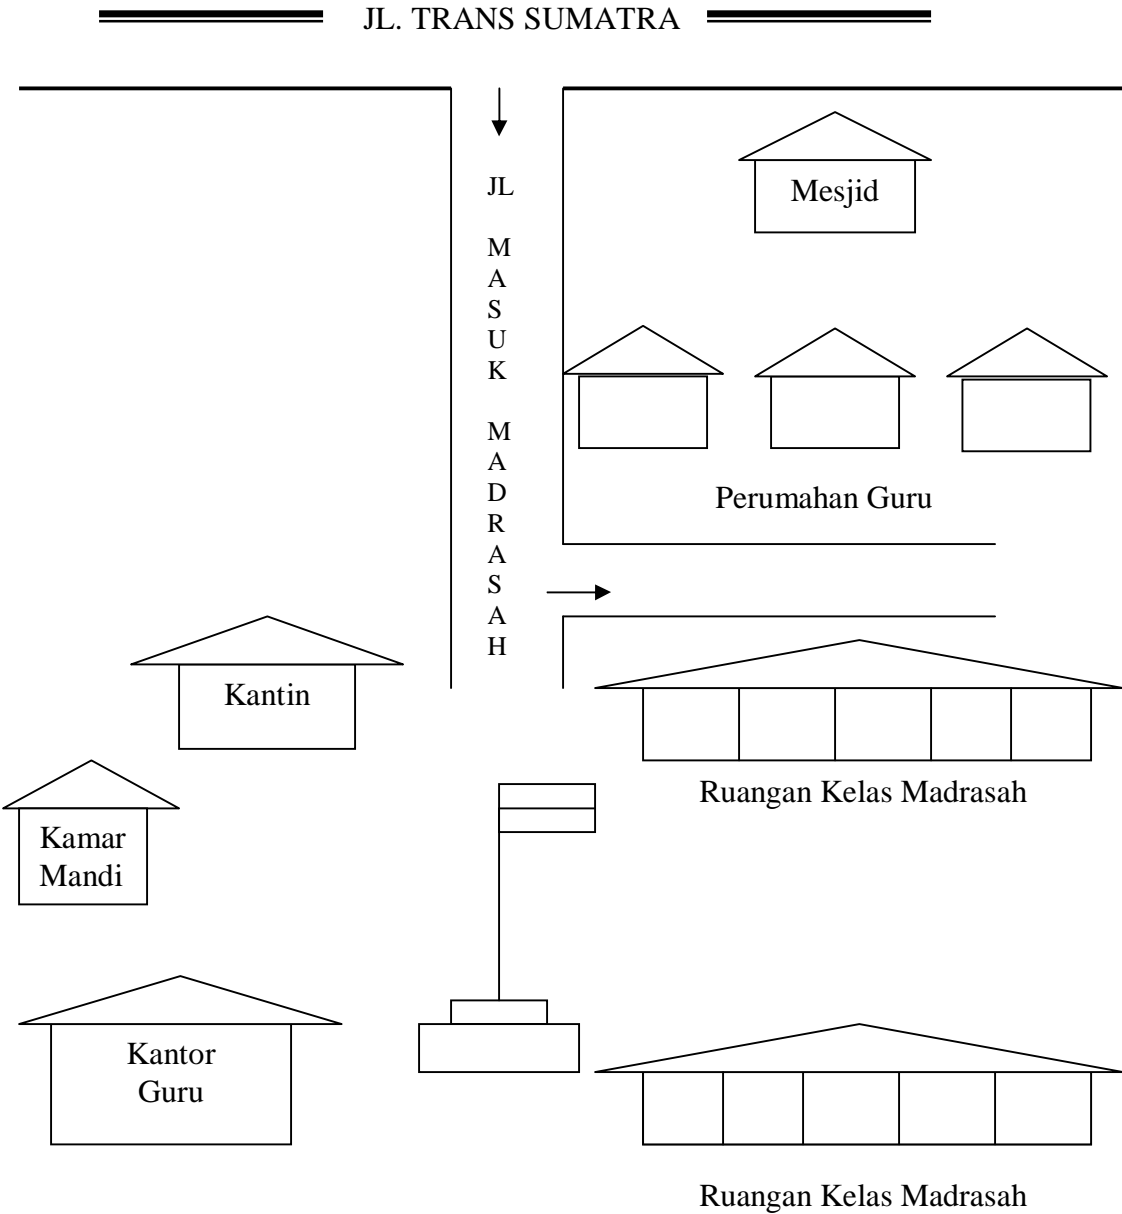 JL. TRANS SUMATRA
JL
M
A
S
U
K
M
A
D
R
A
S
A
H
Mesjid
Perumahan Guru
Kantin
Ruangan Kelas Madrasah
Kamar
Mandi
Kantor
Guru
Ruangan Kelas Madrasah